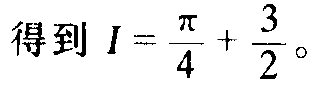 得到 I = π/4 + 3/2。